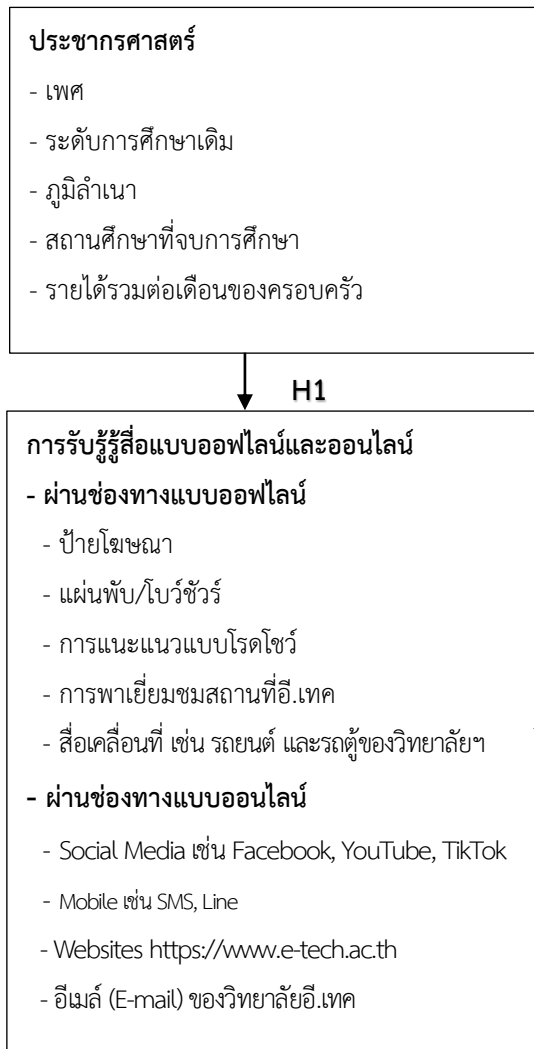 ประชากรศาสตร์
- เพศ
- ระดับการศึกษาเดิม
- ภูมิลำเนา
- สถานศึกษาที่จบการศึกษา
- รายได้รวมต่อเดือนของครอบครัว
H1
การรับรู้รู้สื่อแบบออฟไลน์และออนไลน์
- ผ่านช่องทางแบบออฟไลน์
- ป้ายโฆษณา
- แผ่นพับ/โบว์ชัวร์
- การแนะแนวแบบโรดโชว์
- การพาเยี่ยมชมสถานที่อี.เทค
- สื่อเคลื่อนที่ เช่น รถยนต์ และรถตู้ของวิทยาลัยฯ
- ผ่านช่องทางแบบออนไลน์
- Social Media เช่น Facebook, YouTube, TikTok
- Mobile เช่น SMS, Line
- Websites https://www.e-tech.ac.th
- อีเมล์ (E-mail) ของวิทยาลัยอี.เทค